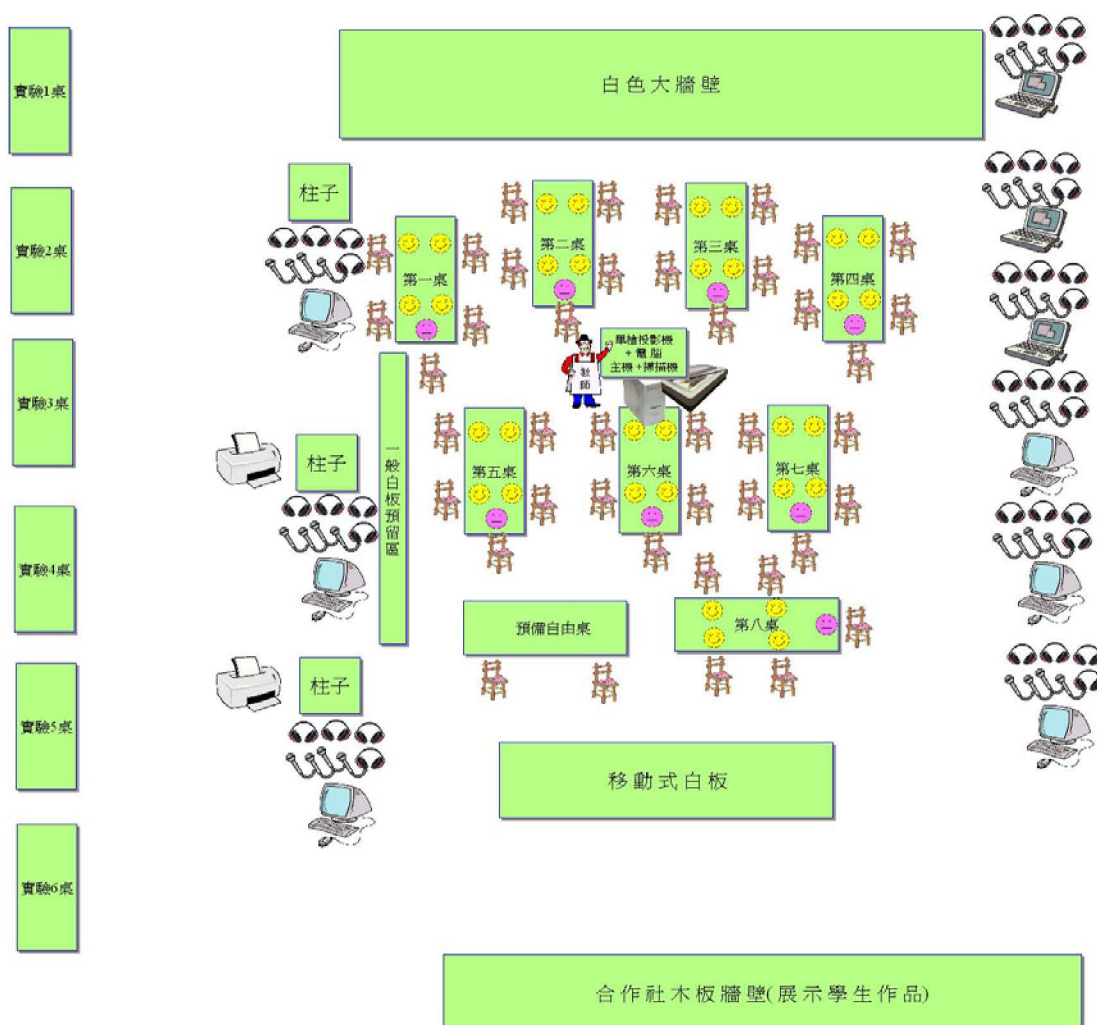 白色大牆壁
實驗1桌
實驗2桌
實驗3桌
實驗4桌
實驗5桌
實驗6桌
柱子
第一桌
第二桌
第三桌
第四桌
單槍投影機
+電腦
主機+掃描機
教
師
柱子
一般白板預留區
第五桌
第六桌
第七桌
預備自由桌
第八桌
柱子
移動式白板
合作社木板牆壁(展示學生作品)